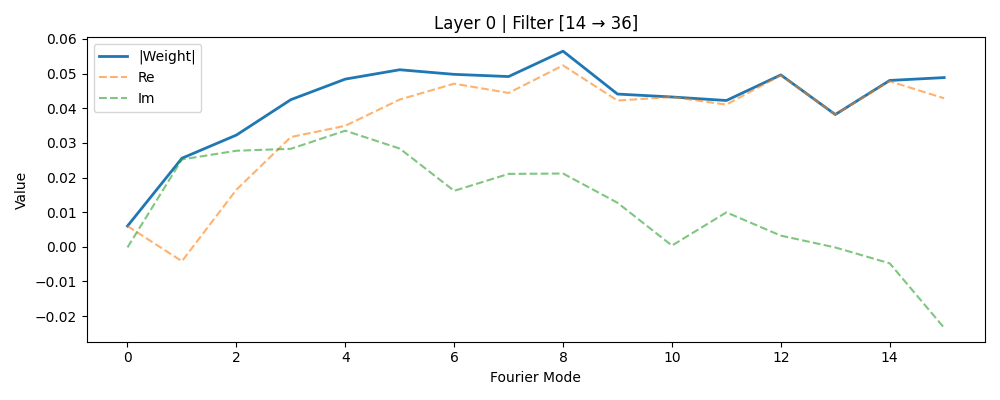 Layer 0 | Filter [14 → 36]
|Weight|
Re
Im
0.06
0.05
0.04
0.03
0.02
0.01
0.00
−0.01
−0.02
Value
0 2 4 6 8 10 12 14
Fourier Mode